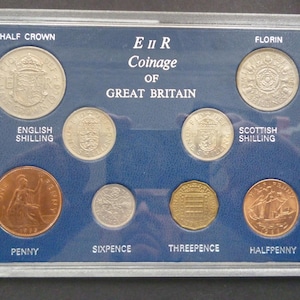 HALF CROWN
E II R
FLORIN
Coinage
OF
GREAT BRITAIN
ENGLISH
SHILLING
SCOTTISH
SHILLING
PENNY
SIXPENCE
THREEPENCE
HALFPENNY